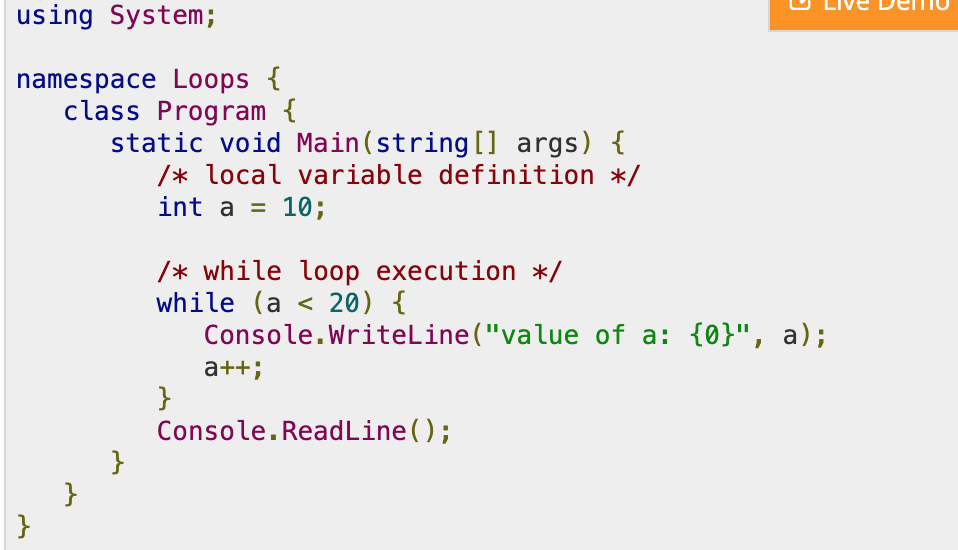 using System;
Live Demo
namespace Loops {
   class Program {
      static void Main(string[] args) {
         /* local variable definition */
         int a = 10;

         /* while loop execution */
         while (a < 20) {
            Console.WriteLine("value of a: {0}", a);
            a++;
         }
         Console.ReadLine();
      }
   }
}